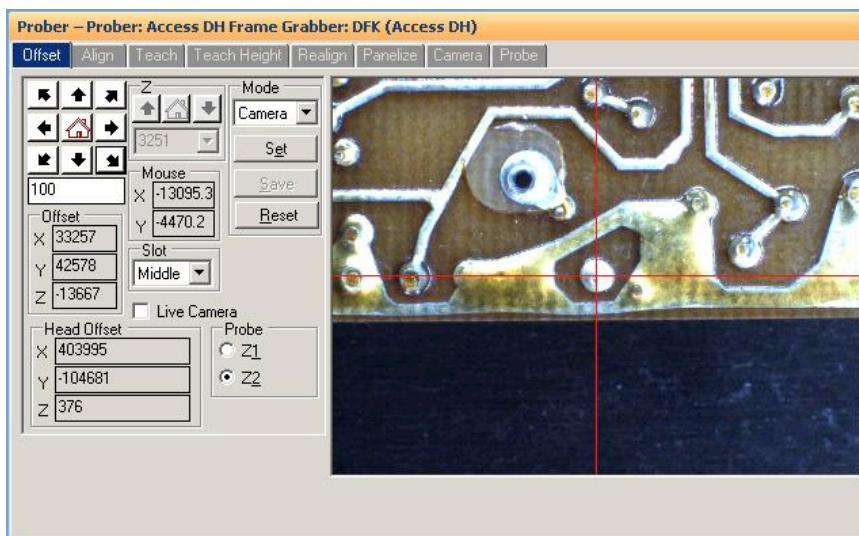 Prober – Prober: Access DH Frame Grabber: DFK (Access DH)
Offset Align Teach Teach Height Realign Panelize Camera Probe
Z
3251
Mode
Camera
Set
Save
Reset
100
Mouse
X -13095.3
Y -4470.2
Offset
X 33257
Y 42578
Z -13667
Slot
Middle
Live Camera
Head Offset
X 403995
Y -104681
Z 376
Probe
Z1
Z2